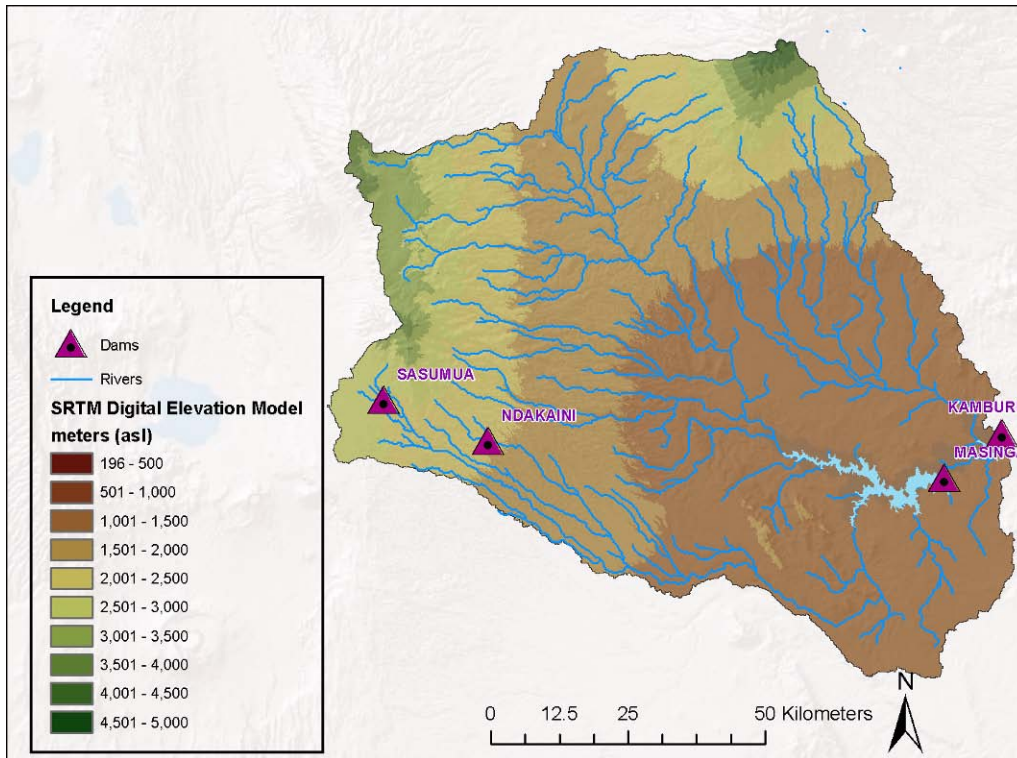 SASUMUA
NDAKAINI
KAMBUR
MASING
Legend
Dams
Rivers
SRTM Digital Elevation Model
meters (asl)
196 - 500
501 - 1,000
1,001 - 1,500
1,501 - 2,000
2,001 - 2,500
2,501 - 3,000
3,001 - 3,500
3,501 - 4,000
4,001 - 4,500
4,501 - 5,000
N
0 12.5 25 50 Kilometers